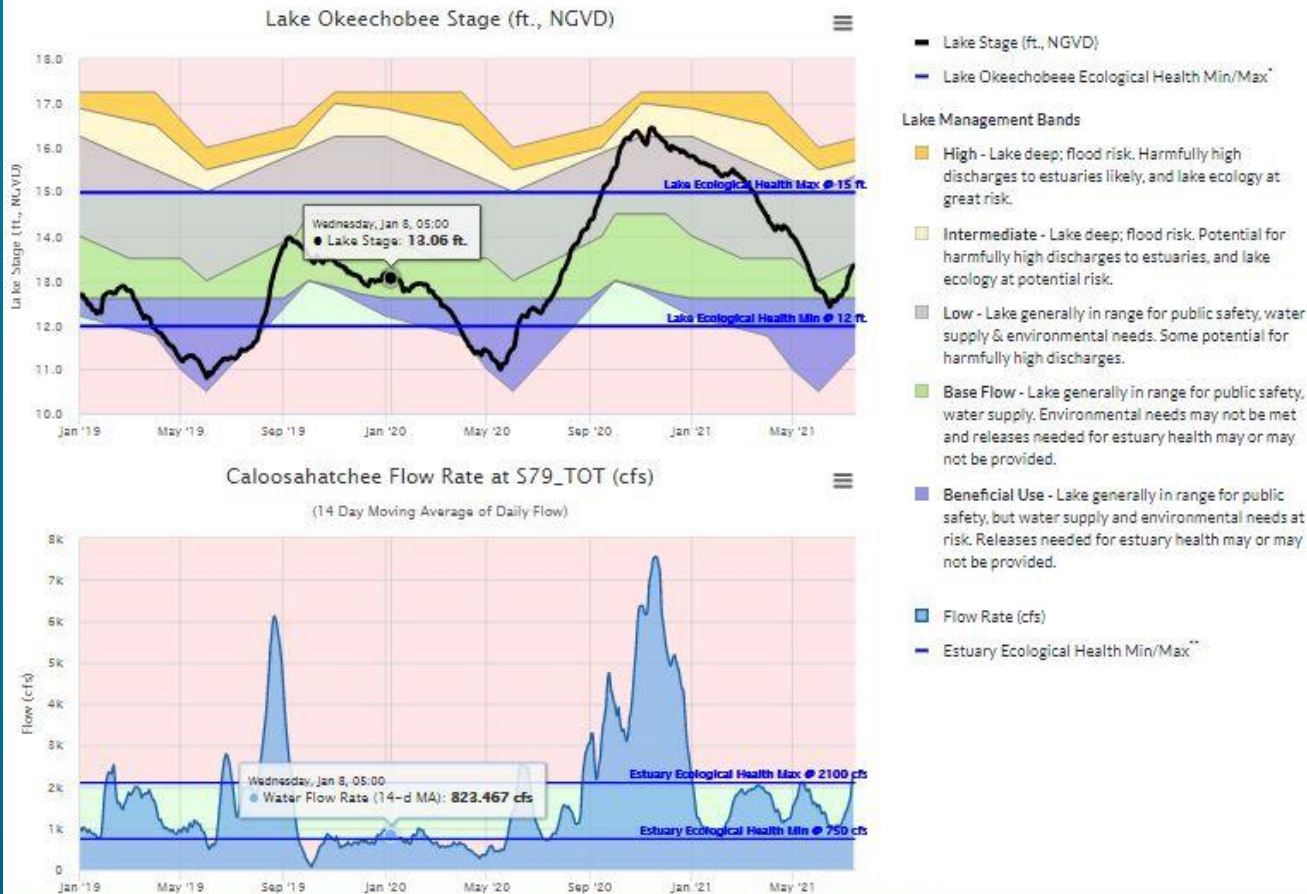 Lake Okeechobee Stage (ft., NGVD)
Lake Stage (ft., NGVD)
18.0
17.0
16.0
15.0
14.0
13.0
12.0
11.0
10.0
Lake Ecological Health Max @ 15 ft.
Wednesday, Jan 8, 05:00
● Lake Stage: 13.06 ft.
Lake Ecological Health Min @ 12 ft.
Jan '19
May '19
Sep '19
Jan '20
May '20
Sep '20
Jan '21
May '21
Caloosahatchee Flow Rate at S79_TOT (cfs)
(14 Day Moving Average of Daily Flow)
Flow (cfs)
8k
7k
6k
5k
4k
3k
2k
1k
0
Estuary Ecological Health Max @ 2100 cfs
Wednesday, Jan 8, 05:00
● Water Flow Rate (14-d MA): 823.467 cfs
Estuary Ecological Health Min @ 750 cfs
Jan '19
May '19
Sep '19
Jan '20
May '20
Sep '20
Jan '21
May '21
Lake Stage (ft., NGVD)
Lake Okeechobeee Ecological Health Min/Max*
Lake Management Bands
High - Lake deep; flood risk. Harmfully high
discharges to estuaries likely, and lake ecology at
great risk.
Intermediate - Lake deep; flood risk. Potential for
harmfully high discharges to estuaries, and lake
ecology at potential risk.
Low - Lake generally in range for public safety, water
supply & environmental needs. Some potential for
harmfully high discharges.
Base Flow - Lake generally in range for public safety,
water supply. Environmental needs may not be met
and releases needed for estuary health may or may
not be provided.
Beneficial Use - Lake generally in range for public
safety, but water supply and environmental needs at
risk. Releases needed for estuary health may or may
not be provided.
Flow Rate (cfs)
Estuary Ecological Health Min/Max**